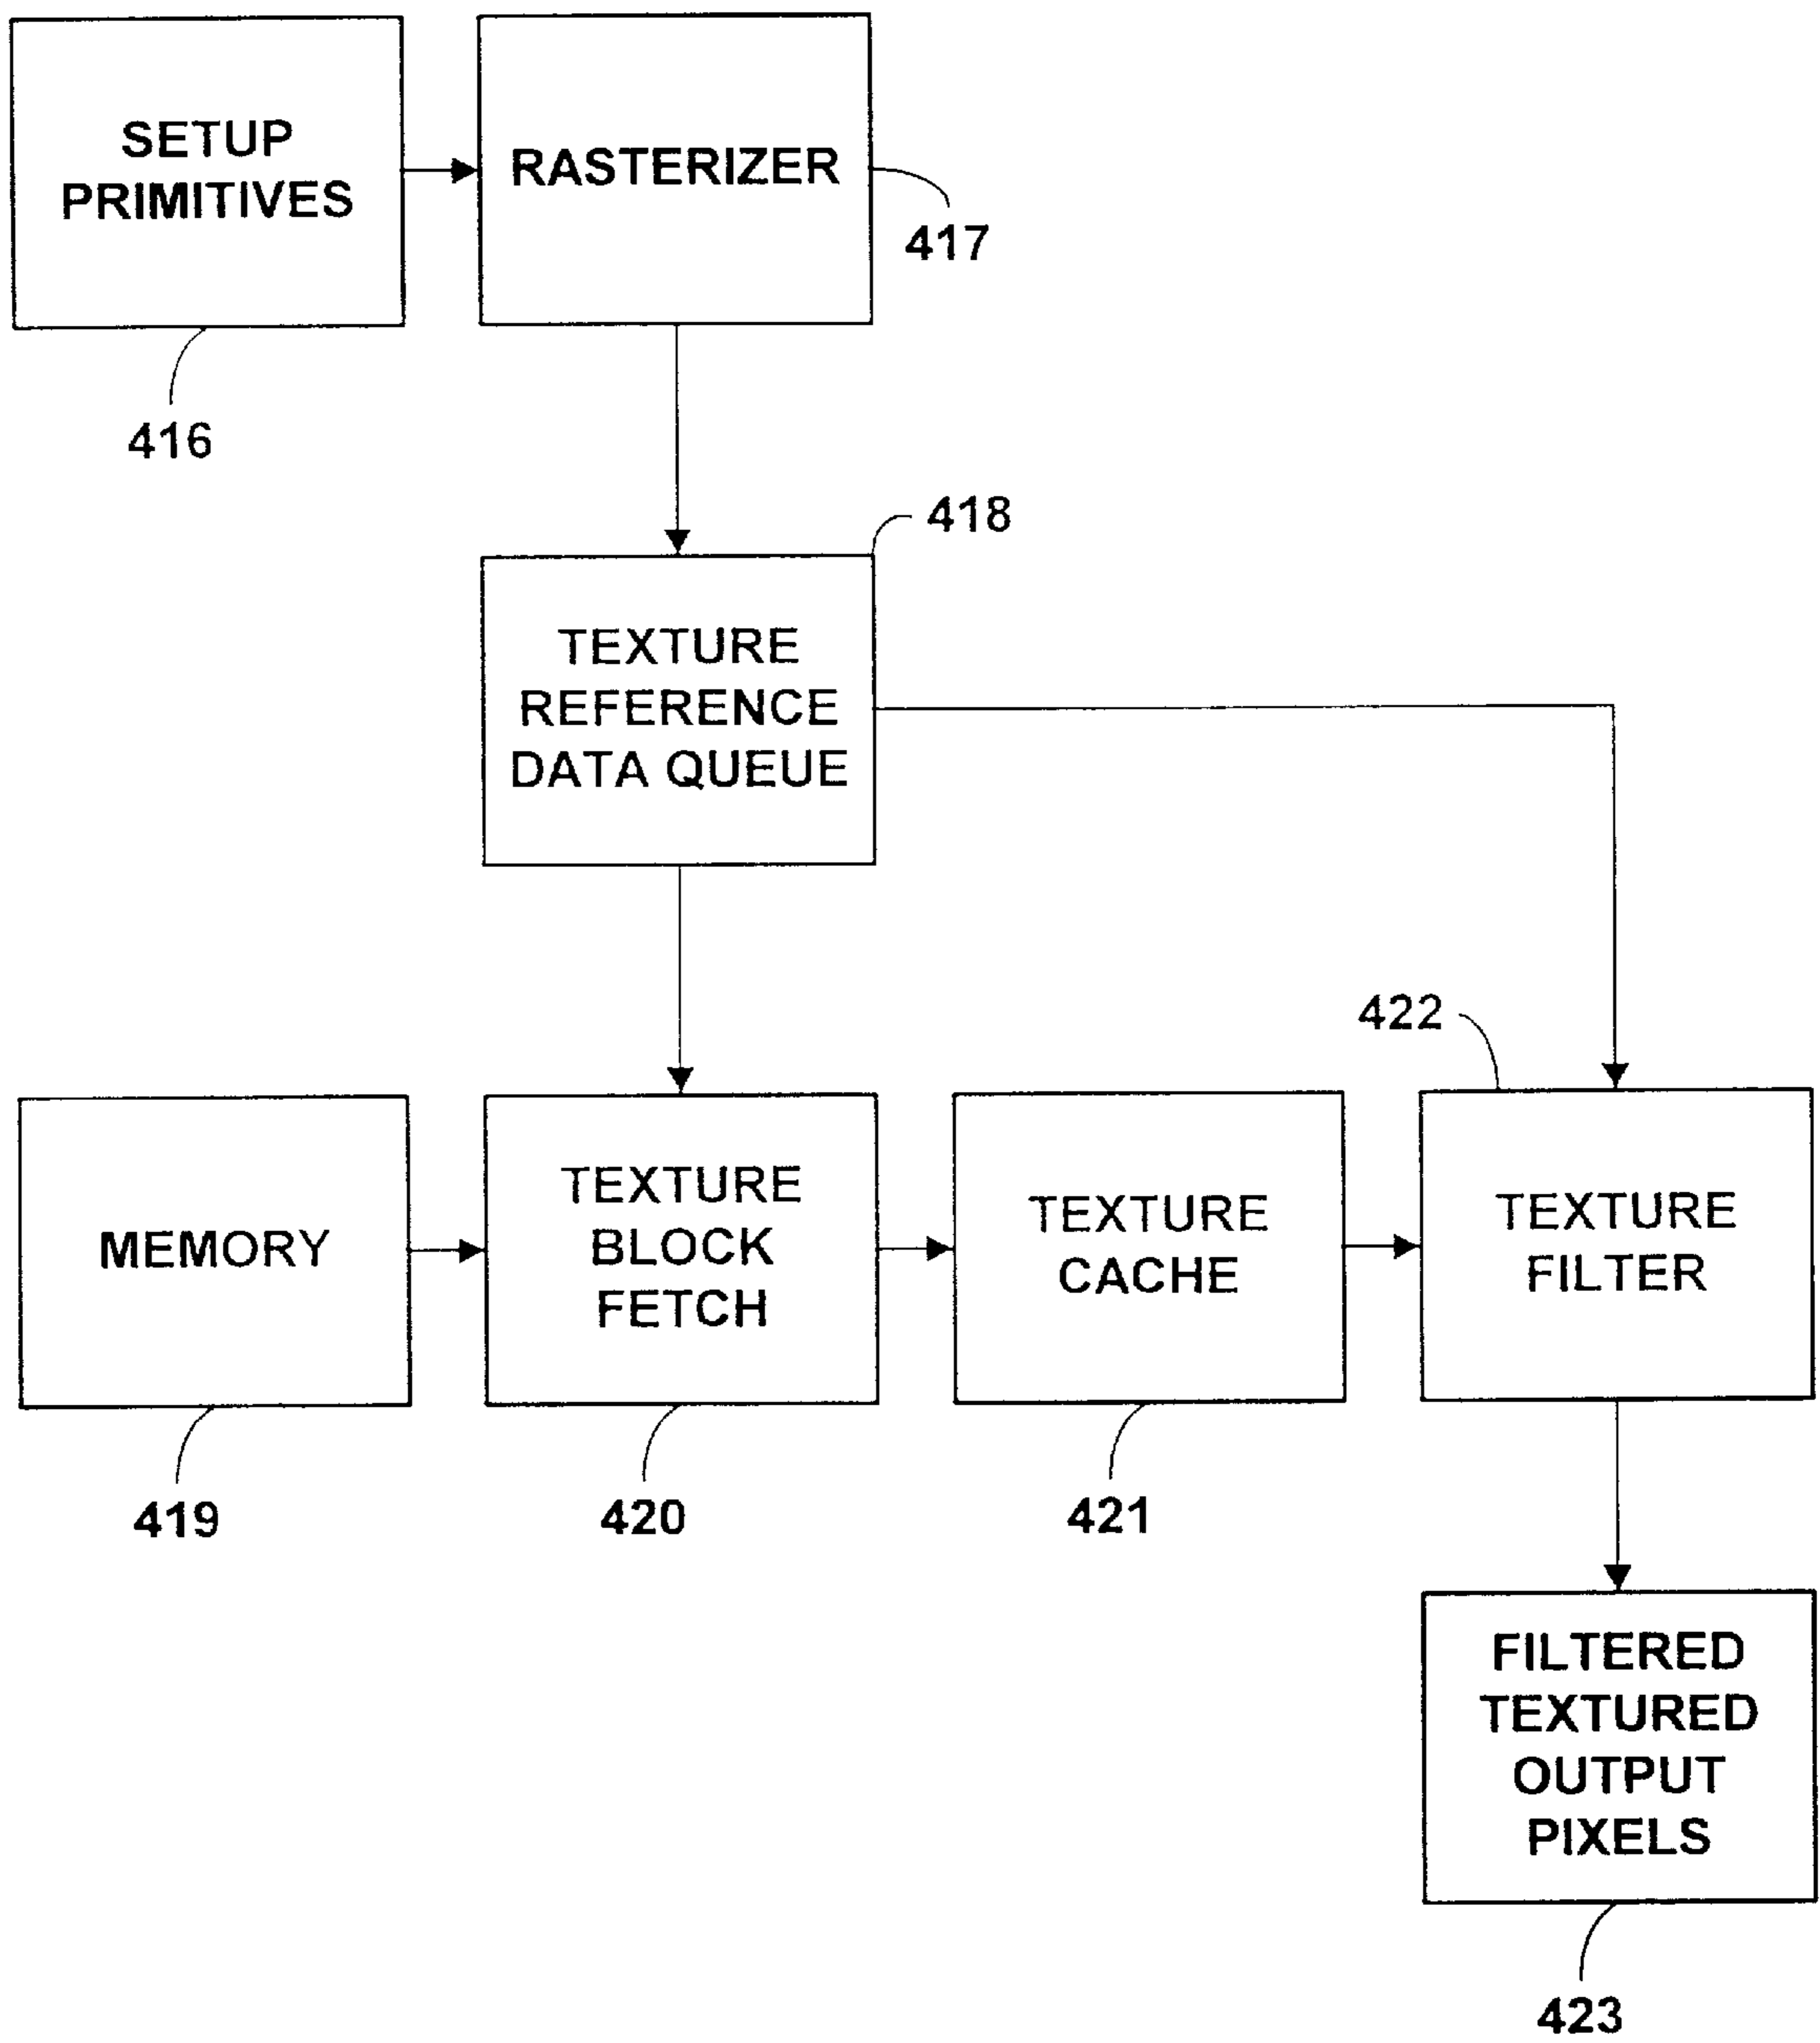 SETUP
PRIMITIVES
416
RASTERIZER
417
418
TEXTURE
REFERENCE
DATA QUEUE
MEMORY
419
TEXTURE
BLOCK
FETCH
420
TEXTURE
CACHE
421
422
TEXTURE
FILTER
FILTERED
TEXTURED
OUTPUT
PIXELS
423